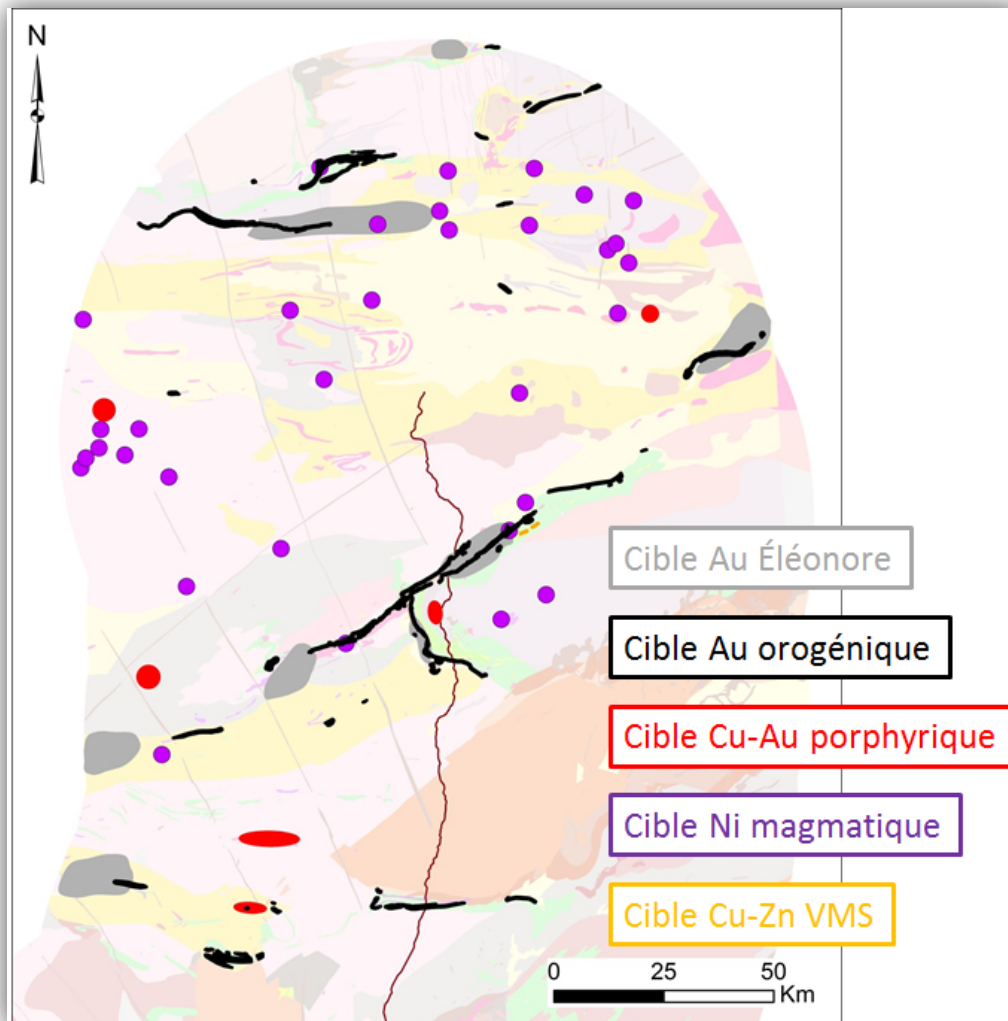 N
Cible Au Éléonore
Cible Au orogénique
Cible Cu-Au porphyrique
Cible Ni magmatique
Cible Cu-Zn VMS
0 25 50
Km